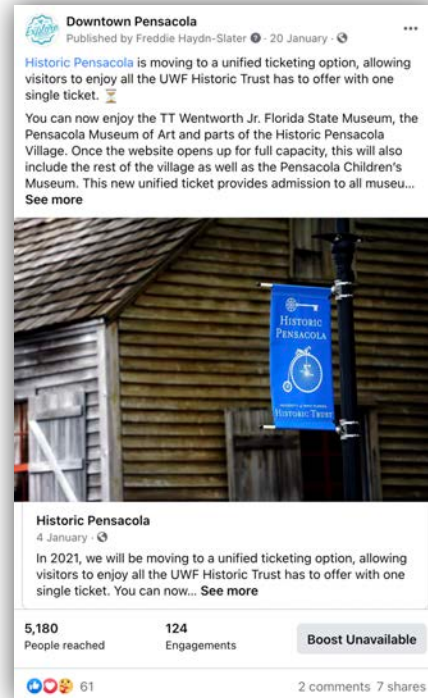 Explore
Downtown Pensacola
Published by Freddie Haydn-Slater · 20 January ·
Historic Pensacola is moving to a unified ticketing option, allowing
visitors to enjoy all the UWF Historic Trust has to offer with one
single ticket. ⏳
You can now enjoy the TT Wentworth Jr. Florida State Museum, the
Pensacola Museum of Art and parts of the Historic Pensacola
Village. Once the website opens up for full capacity, this will also
include the rest of the village as well as the Pensacola Children's
Museum. This new unified ticket provides admission to all museu...
See more
HISTORIC
PENSACOLA
HISTORIC TRUST
Historic Pensacola
4 January ·
In 2021, we will be moving to a unified ticketing option, allowing
visitors to enjoy all the UWF Historic Trust has to offer with one
single ticket. You can now... See more
5,180
People reached
124
Engagements
Boost Unavailable
61
2 comments 7 shares